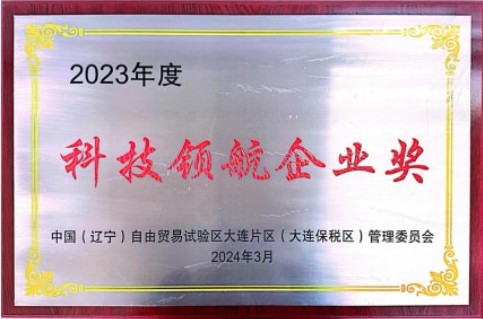 2023年度
科技领航企业奖
中国（辽宁）自由贸易试验区大连片区（大连保税区）管理委员会
2024年3月